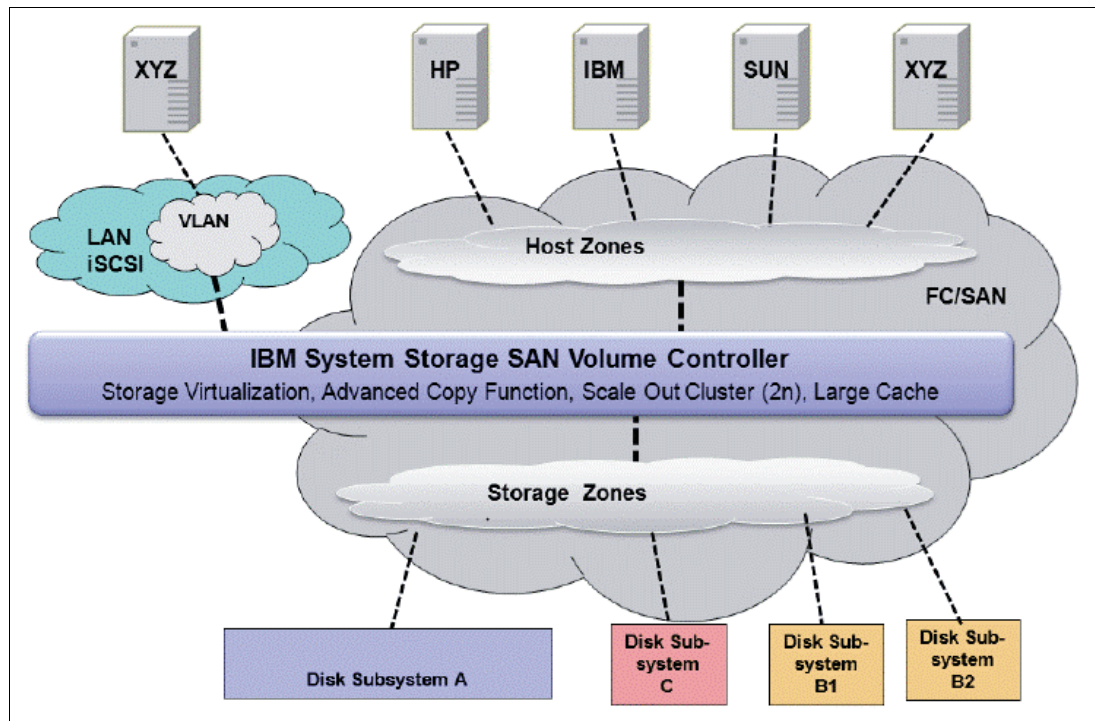 XYZ
HP
IBM
SUN
XYZ
VLAN
LAN
iSCSI
Host Zones
FC/SAN
IBM System Storage SAN Volume Controller
Storage Virtualization, Advanced Copy Function, Scale Out Cluster (2n), Large Cache
Storage Zones
Disk Subsystem A
Disk Sub-
system
C
Disk Sub-
system
B1
Disk Sub-
system
B2